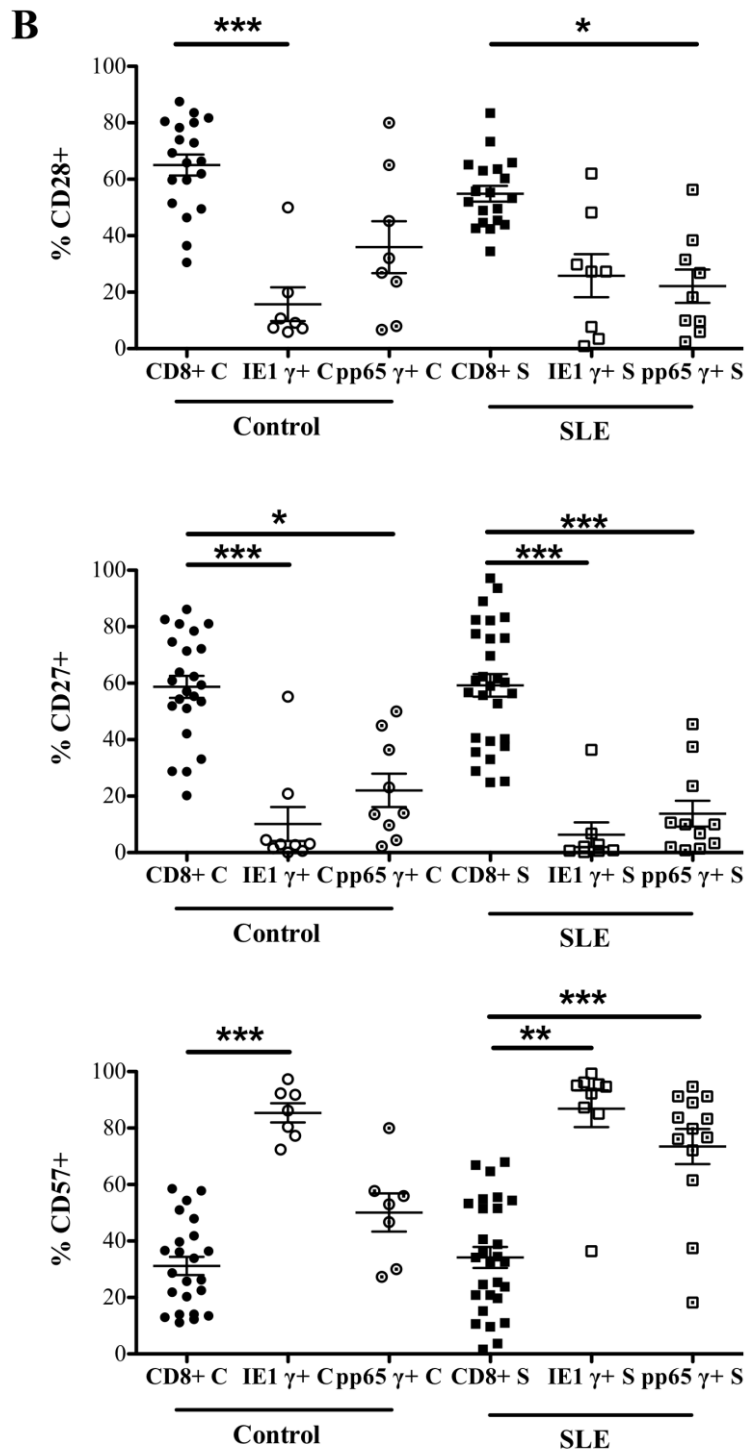 B
*** *
% CD28+
100
80
60
40
20
0
CD8+ C IE1 γ+ C pp65 γ+ C CD8+ S IE1 γ+ S pp65 γ+ S
Control SLE
* ***
*** ***
% CD27+
100
80
60
40
20
0
CD8+ C IE1 γ+ C pp65 γ+ C CD8+ S IE1 γ+ S pp65 γ+ S
Control SLE
***
*** **
% CD57+
100
80
60
40
20
0
CD8+ C IE1 γ+ C pp65 γ+ C CD8+ S IE1 γ+ S pp65 γ+ S
Control SLE